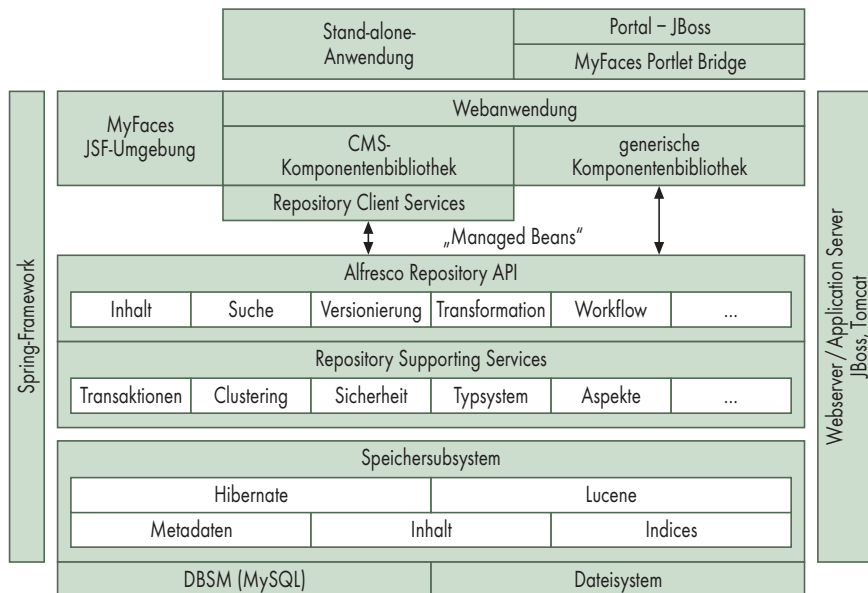 Stand-alone-
Anwendung
Portal – JBoss
MyFaces Portlet Bridge
Spring-Framework
MyFaces
JSF-Umgebung
Webanwendung
CMS-
Komponentenbibliothek
generische
Komponentenbibliothek
Repository Client Services
„Managed Beans“
Alfresco Repository API
Inhalt
Suche
Versionierung
Transformation
Workflow
...
Repository Supporting Services
Transaktionen
Clustering
Sicherheit
Typsystem
Aspekte
...
Speichersubsystem
Hibernate
Lucene
Metadaten
Inhalt
Indices
DBSM (MySQL)
Dateisystem
Webserver / Application Server
JBoss, Tomcat